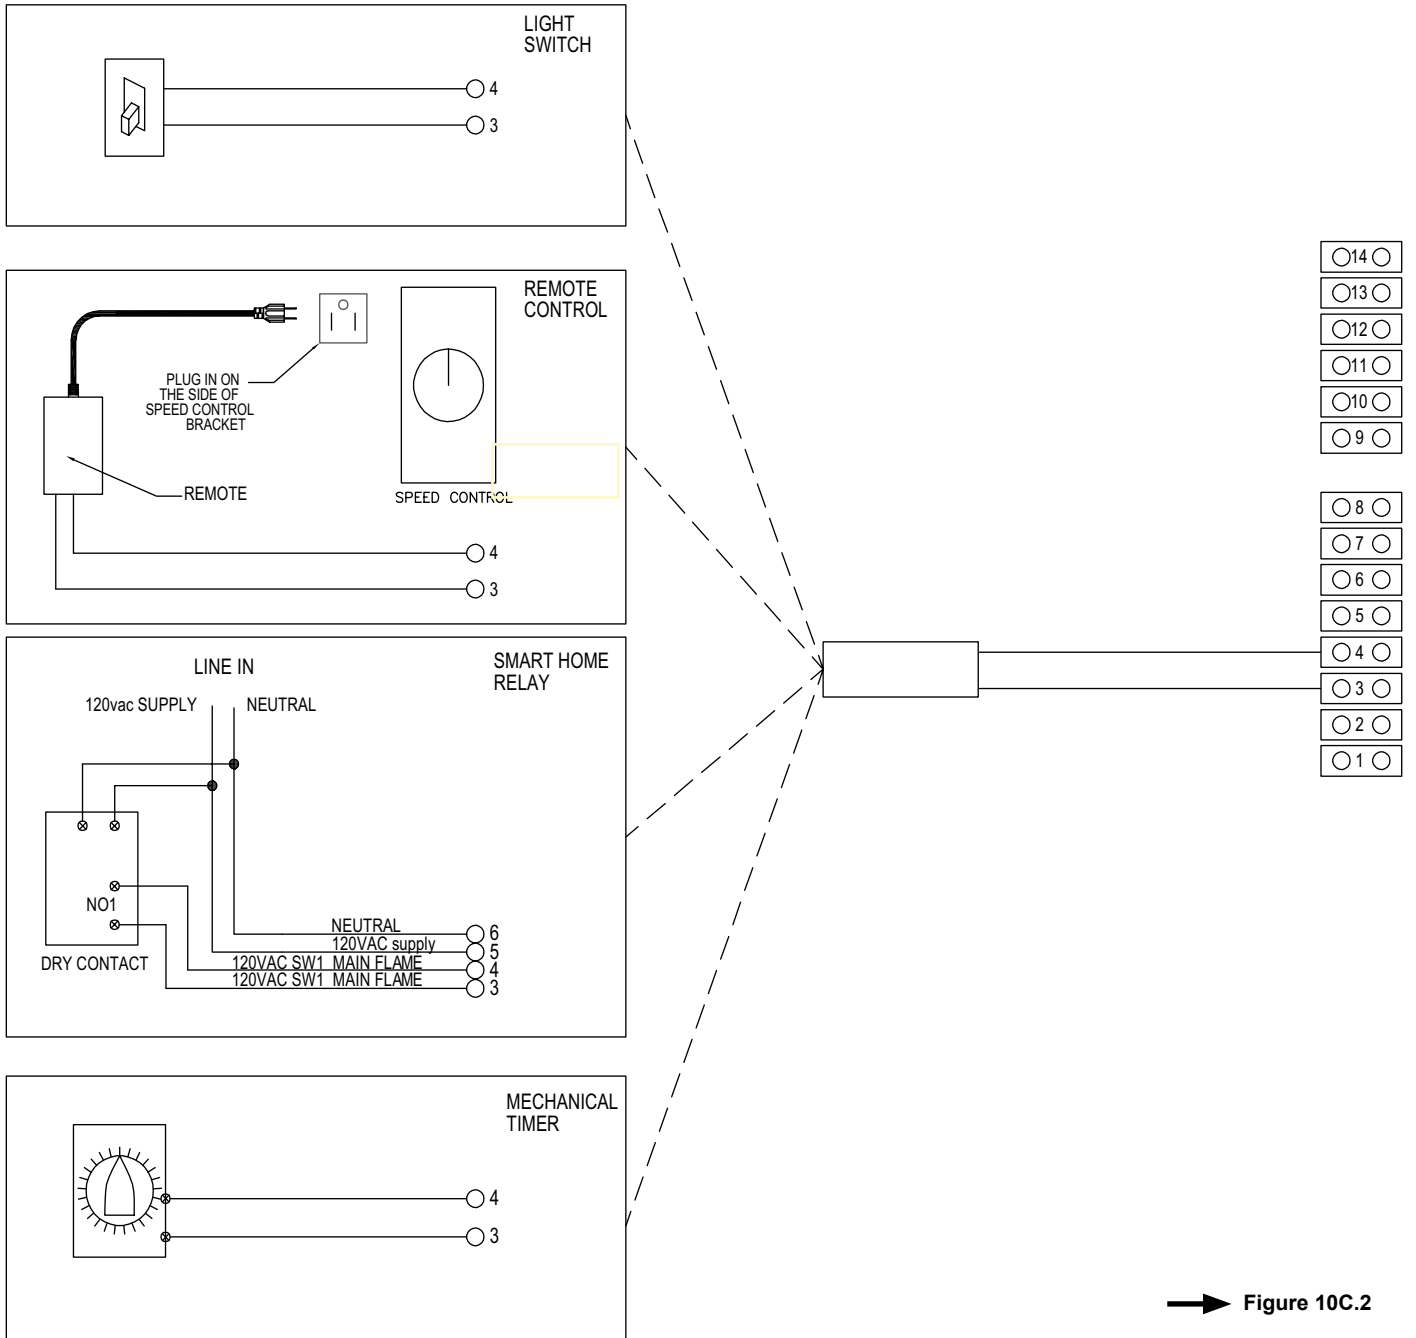 LIGHT
SWITCH
4
3
REMOTE
CONTROL
PLUG IN ON
THE SIDE OF
SPEED CONTROL
BRACKET
REMOTE
SPEED CONTROL
4
3
SMART HOME
RELAY
LINE IN
120vac SUPPLY
NEUTRAL
NO1
DRY CONTACT
NEUTRAL
6
120VAC supply
5
120VAC SW1 MAIN FLAME
4
120VAC SW1 MAIN FLAME
3
MECHANICAL
TIMER
4
3
14
13
12
11
10
9
8
7
6
5
4
3
2
1
Figure 10C.2